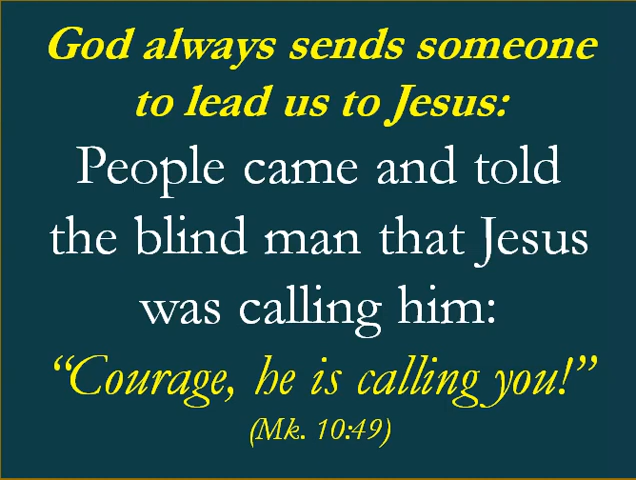 God always sends someone
to lead us to Jesus:
People came and told
the blind man that Jesus
was calling him:
“Courage, he is calling you!”
(Mk. 10:49)